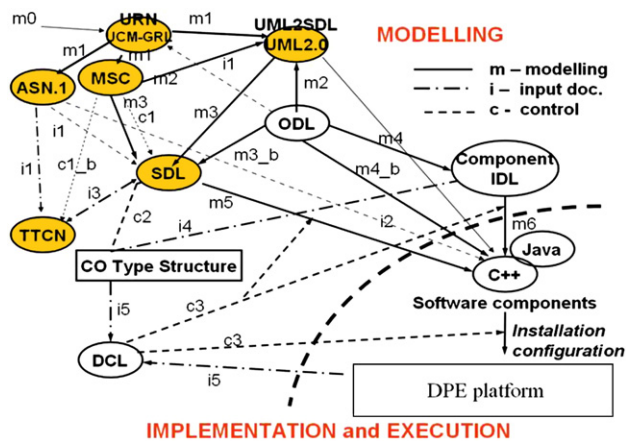 m0
URN
UCM-GRL
m1
UML2SDL
UML2.0
MODELLING
m1
m1
MSC
m2
i1
ASN.1
m – modelling
i – input doc.
c - control
m3
c1
m3
m2
ODL
i1
m4
c1_b
m3_b
m4_b
Component
IDL
i1
SDL
i3
m5
c2
i4
i2
m6
TTCN
Java
CO Type Structure
C++
Software components
i5
c3
c3
Installation
configuration
DCL
i5
DPE platform
IMPLEMENTATION and EXECUTION